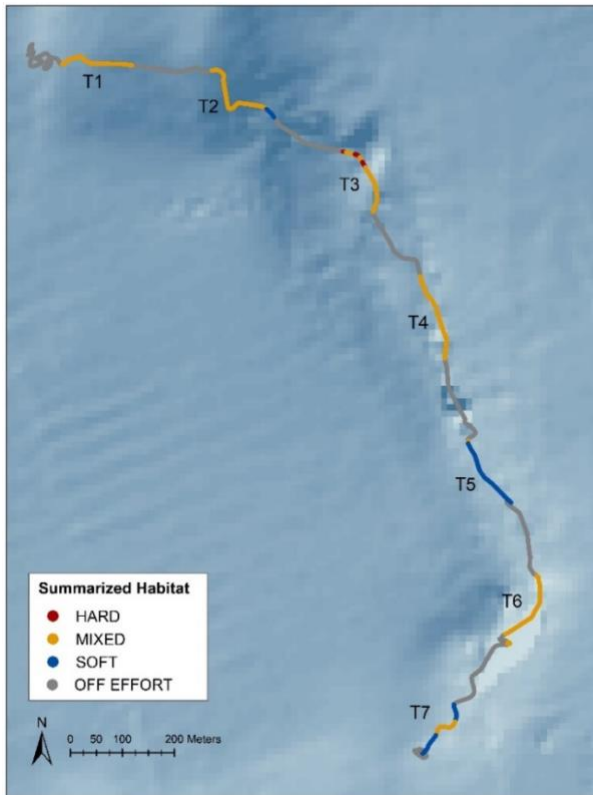 T1
T2
T3
T4
T5
T6
T7
Summarized Habitat
HARD
MIXED
SOFT
OFF EFFORT
N
0 50 100 200 Meters